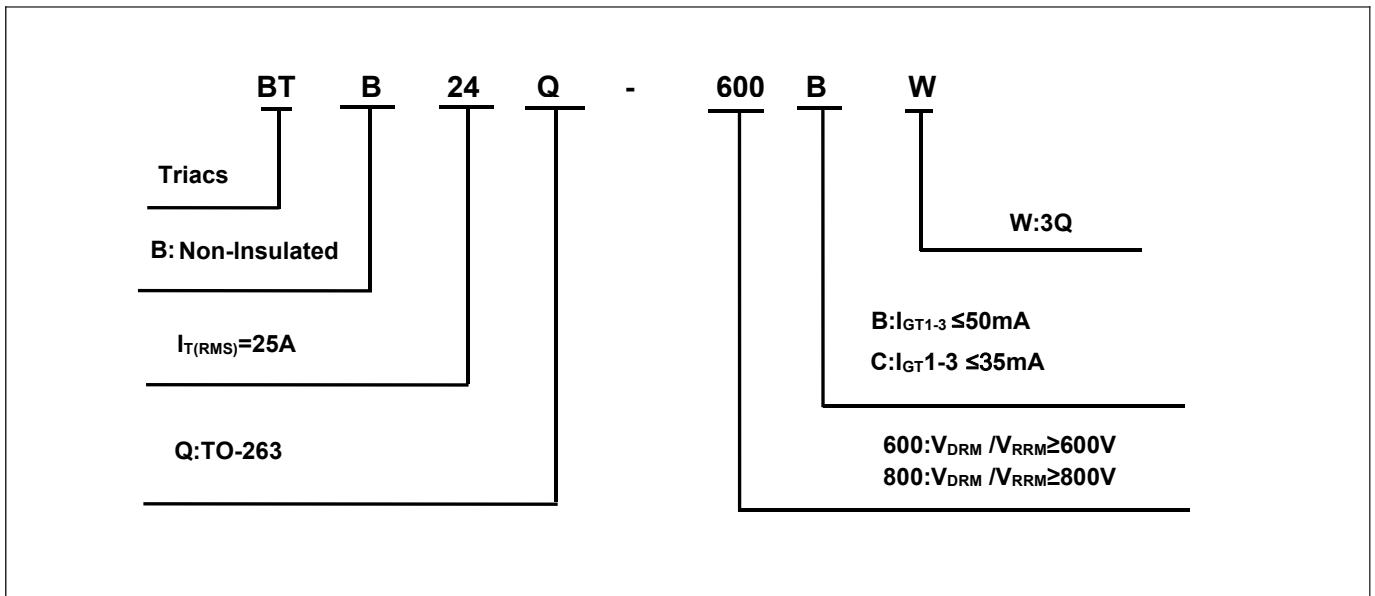 BT B 24 Q - 600 B W
Triacs
W:3Q
B: Non-Insulated
B:IGT1-3 ≤50mA
IT(RMS)=25A
C:IGT1-3 ≤35mA
Q:TO-263
600:VDRM /VRRM≥600V
800:VDRM /VRRM≥800V